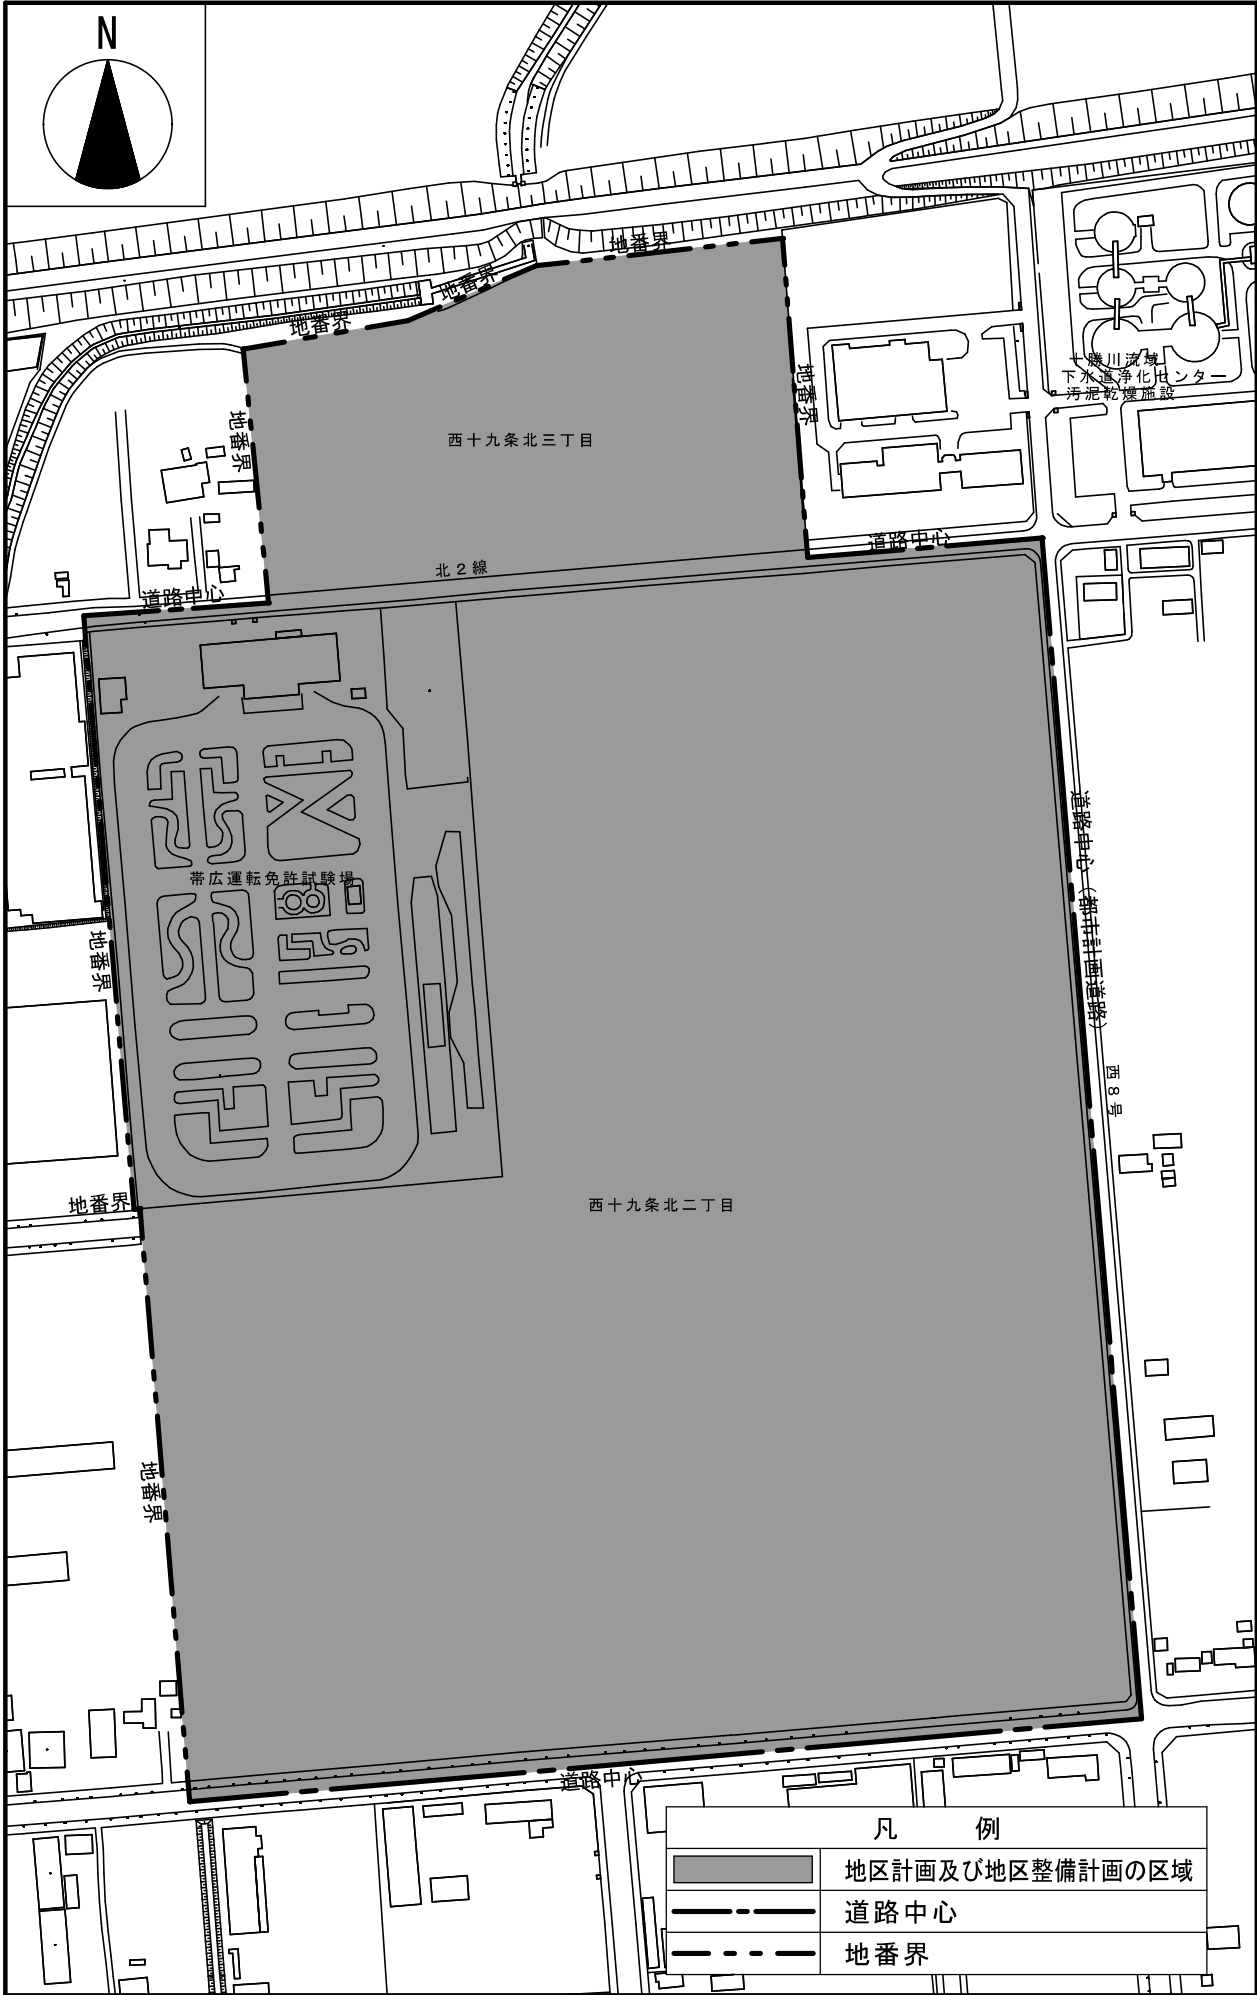 N
地番界
地番界
地番界
地番界
地番界
十勝川流域
下水道浄化センター
汚泥乾燥施設
西十九条北三丁目
道路中心
北2線
道路中心
道路中心(都市計画道路)
帯広運転免許試験場
地番界
西8号
地番界
西十九条北二丁目
地番界
道路中心
凡 例
地区計画及び地区整備計画の区域
道路中心
地番界